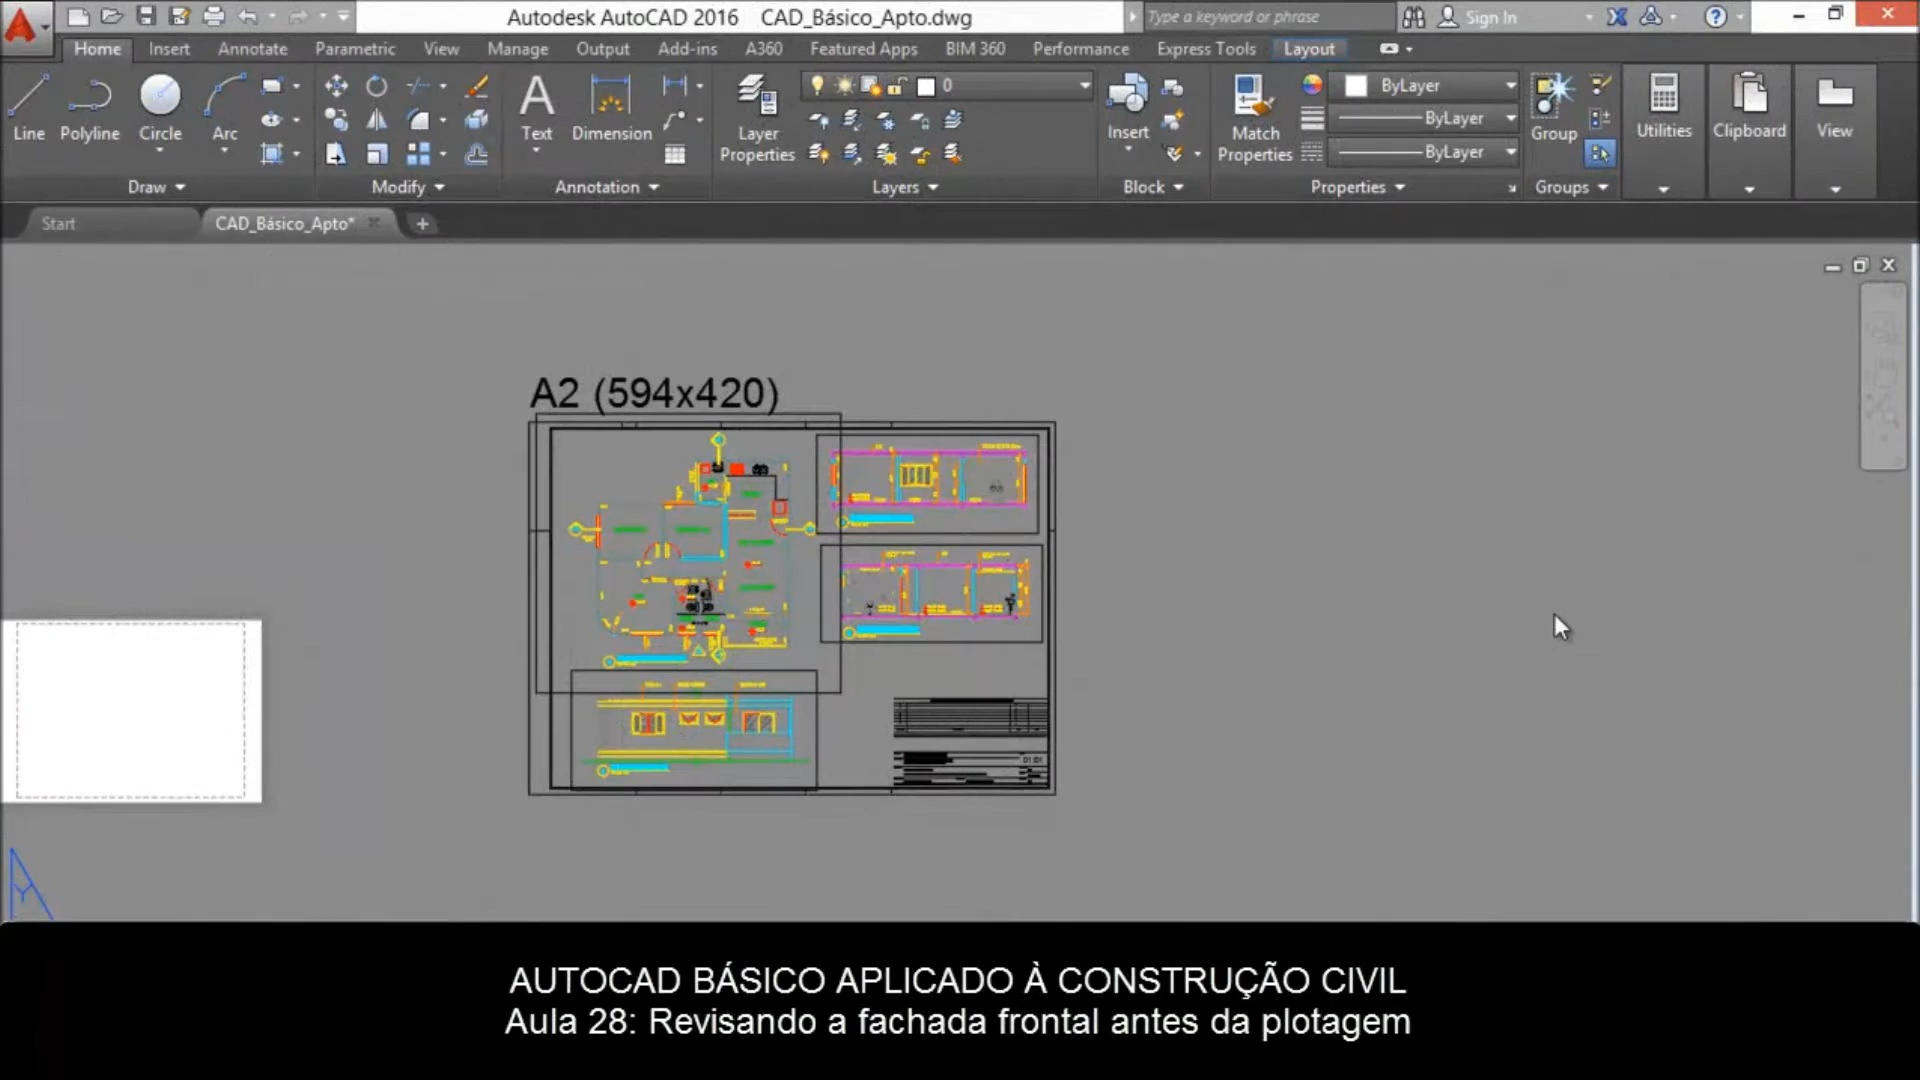 Autodesk AutoCAD 2016 CAD_Básico_Apto.dwg
Type a keyword or phrase
Sign In
Home Insert Annotate Parametric View Manage Output Add-ins A360 Featured Apps BIM 360 Performance Express Tools Layout
Line Polyline Circle Arc
A Text Dimension
Layer Properties
0
Insert
Match Properties
ByLayer
ByLayer
ByLayer
Group
Utilities
Clipboard
View
Draw Modify Annotation Layers Block Properties Groups
Start CAD_Básico_Apto*
A2 (594x420)
AUTOCAD BÁSICO APLICADO À CONSTRUÇÃO CIVIL
Aula 28: Revisando a fachada frontal antes da plotagem